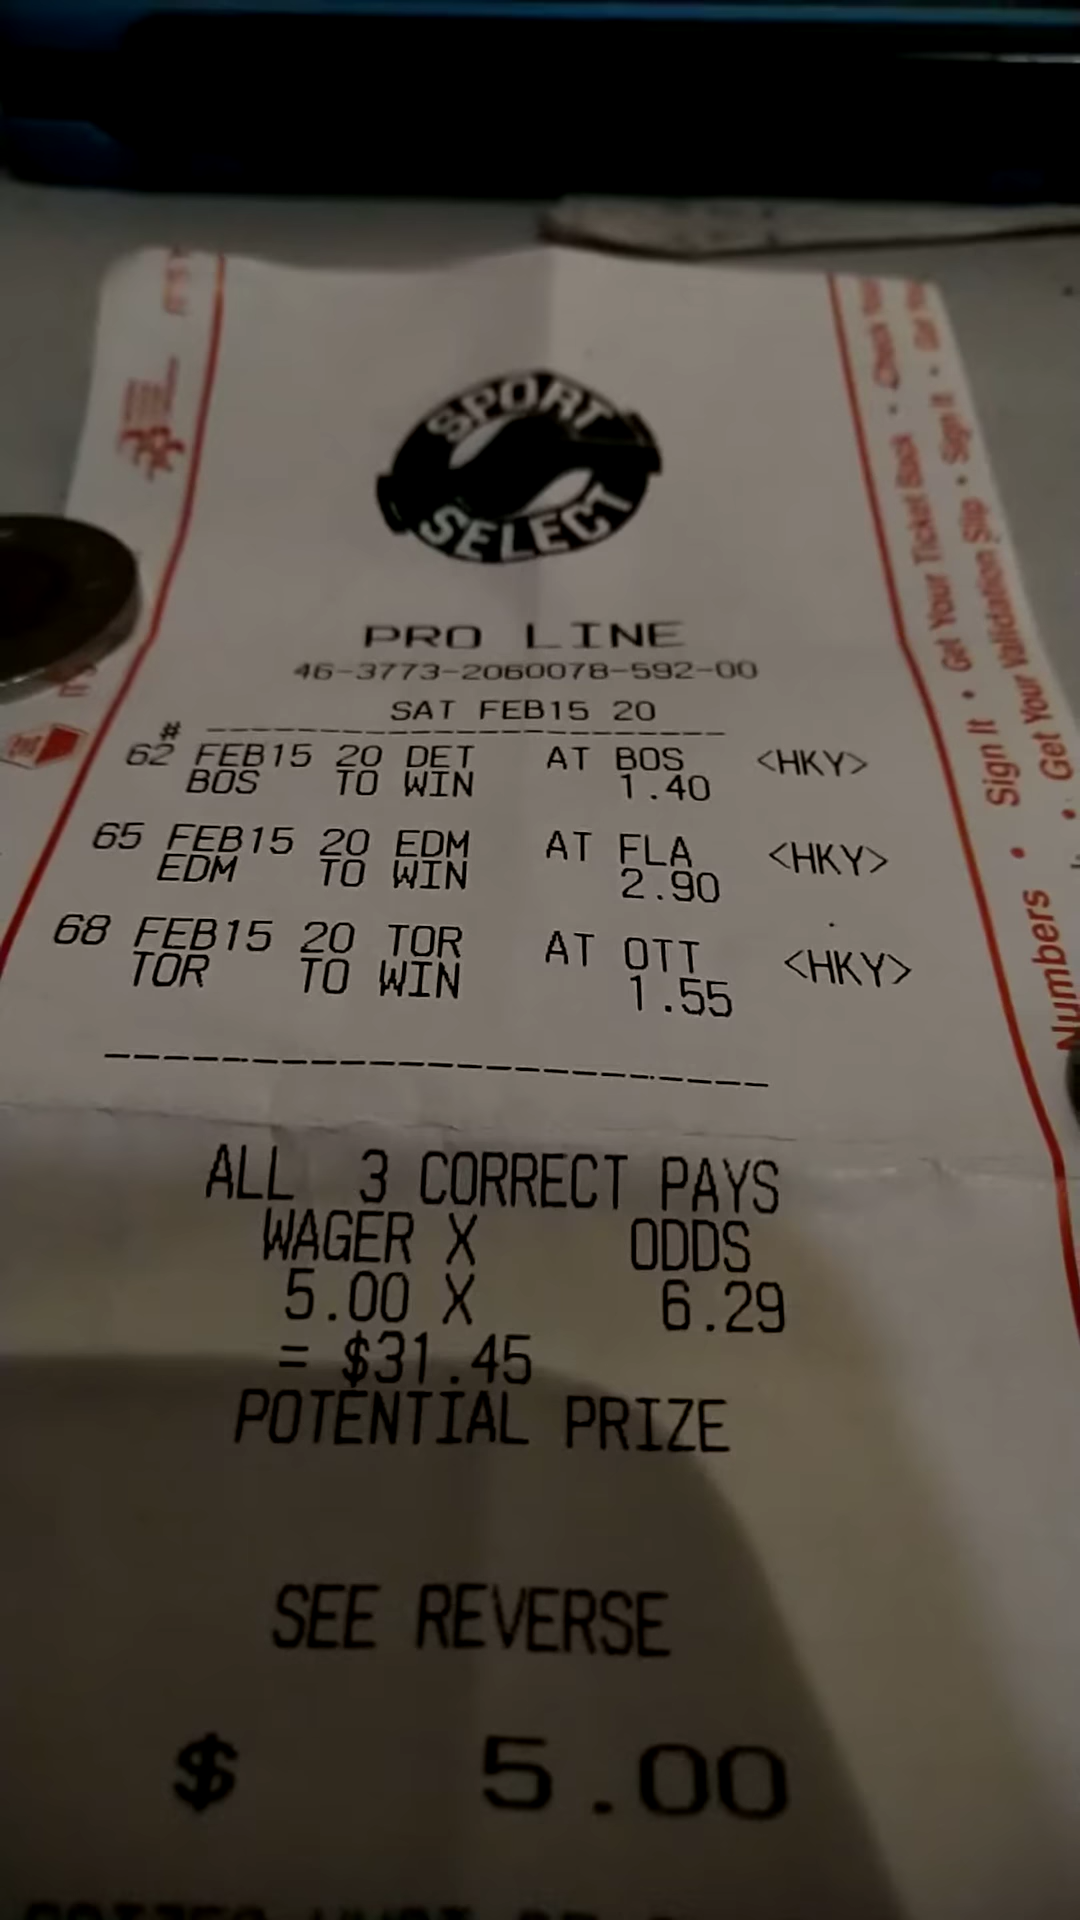 SPORT
SELECT
PRO LINE
46-3773-2060078-592-00
SAT FEB15 20
#
62 FEB15 20 DET AT BOS <HKY>
BOS TO WIN 1.40
65 FEB15 20 EDM AT FLA <HKY>
EDM TO WIN 2.90
68 FEB15 20 TOR AT OTT <HKY>
TOR TO WIN 1.55
ALL 3 CORRECT PAYS
WAGER X ODDS
5.00 X 6.29
= $31.45
POTENTIAL PRIZE
SEE REVERSE
$ 5.00
Check Your
• Get Your Ticket Back •
Sign It • Get Your Validation Slip • Sign It •
Numbers • Sign It • Get Your